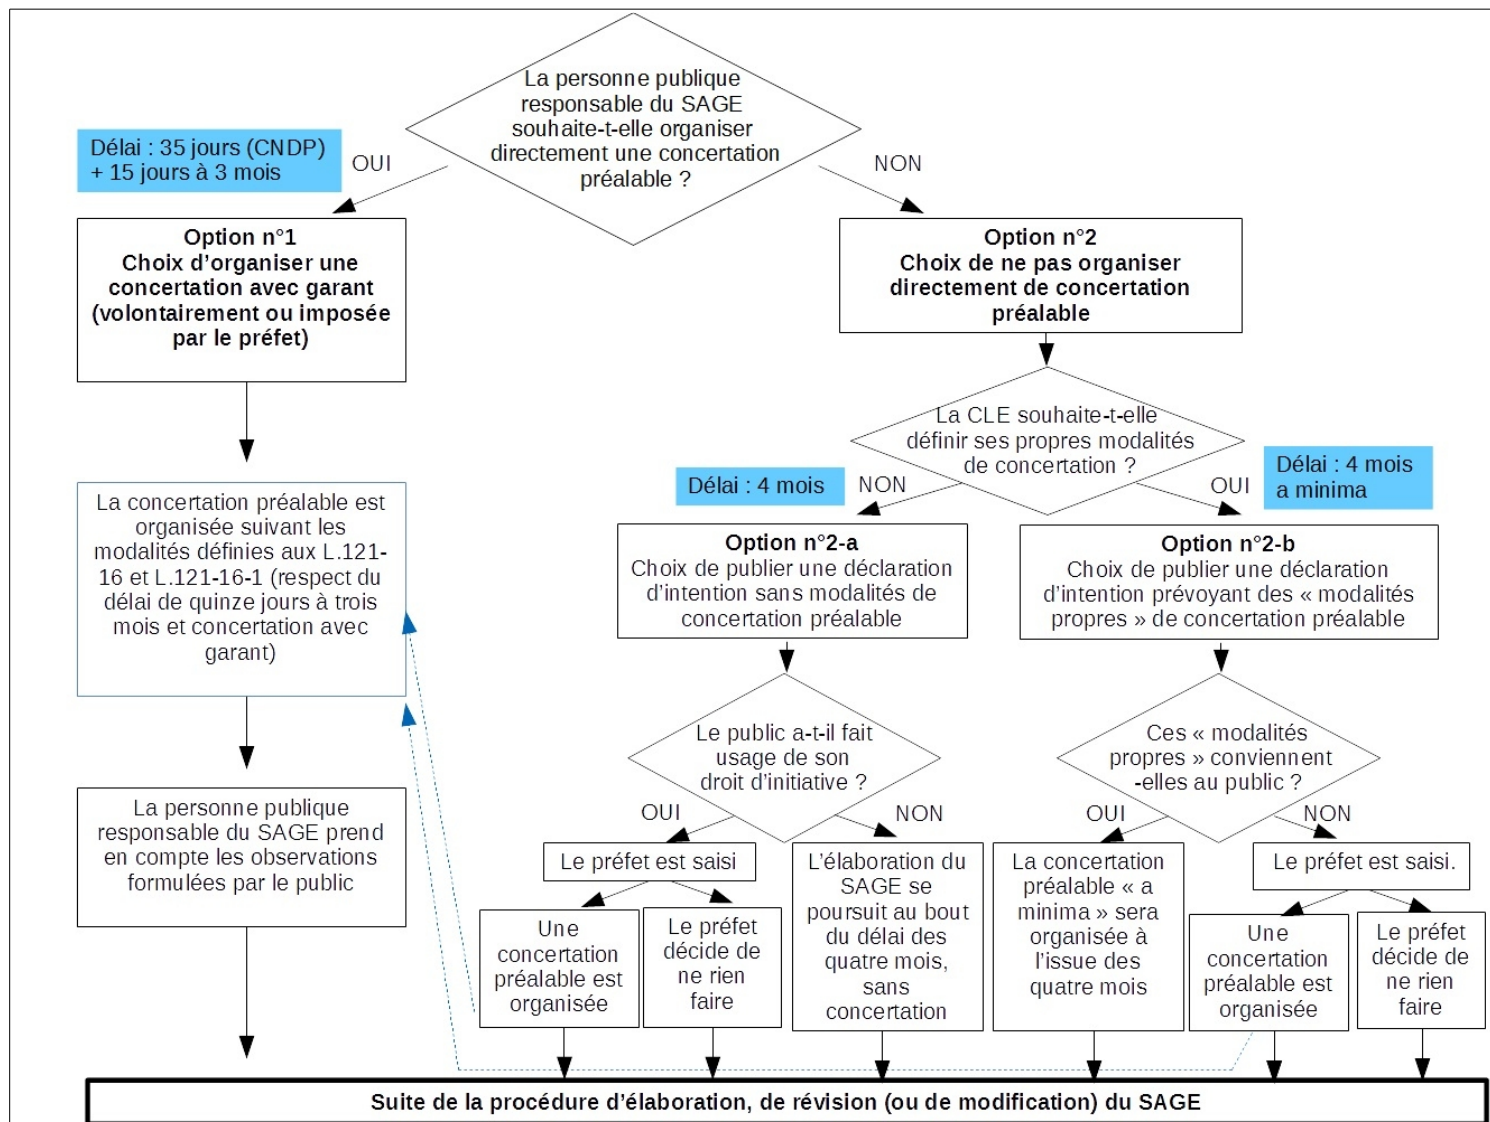 La personne publique
responsable du SAGE
souhaite-t-elle organiser
directement une concertation
préalable ?
Délai : 35 jours (CNDP)
+ 15 jours à 3 mois
OUI
NON
Option n°1
Choix d'organiser une
concertation avec garant
(volontairement ou imposée
par le préfet)
Option n°2
Choix de ne pas organiser
directement de concertation
préalable
La CLE souhaite-t-elle
définir ses propres modalités
de concertation ?
Délai : 4 mois
NON
OUI
Délai : 4 mois
a minima
La concertation préalable est
organisée suivant les
modalités définies aux L.121-
16 et L.121-16-1 (respect du
délai de quinze jours à trois
mois et concertation avec
garant)
Option n°2-a
Choix de publier une déclaration
d'intention sans modalités de
concertation préalable
Option n°2-b
Choix de publier une déclaration
d'intention prévoyant des « modalités
propres » de concertation préalable
Le public a-t-il fait
usage de son
droit d'initiative ?
Ces « modalités
propres » conviennent
-elles au public ?
La personne publique
responsable du SAGE prend
en compte les observations
formulées par le public
OUI
NON
OUI
NON
Le préfet est saisi
L'élaboration du
SAGE se
poursuit au bout
du délai des
quatre mois,
sans
concertation
La concertation
préalable « a
minima » sera
organisée à
l'issue des
quatre mois
Le préfet est saisi.
Une
concertation
préalable est
organisée
Le préfet
décide de
ne rien
faire
Une
concertation
préalable est
organisée
Le préfet
décide de
ne rien
faire
Suite de la procédure d'élaboration, de révision (ou de modification) du SAGE